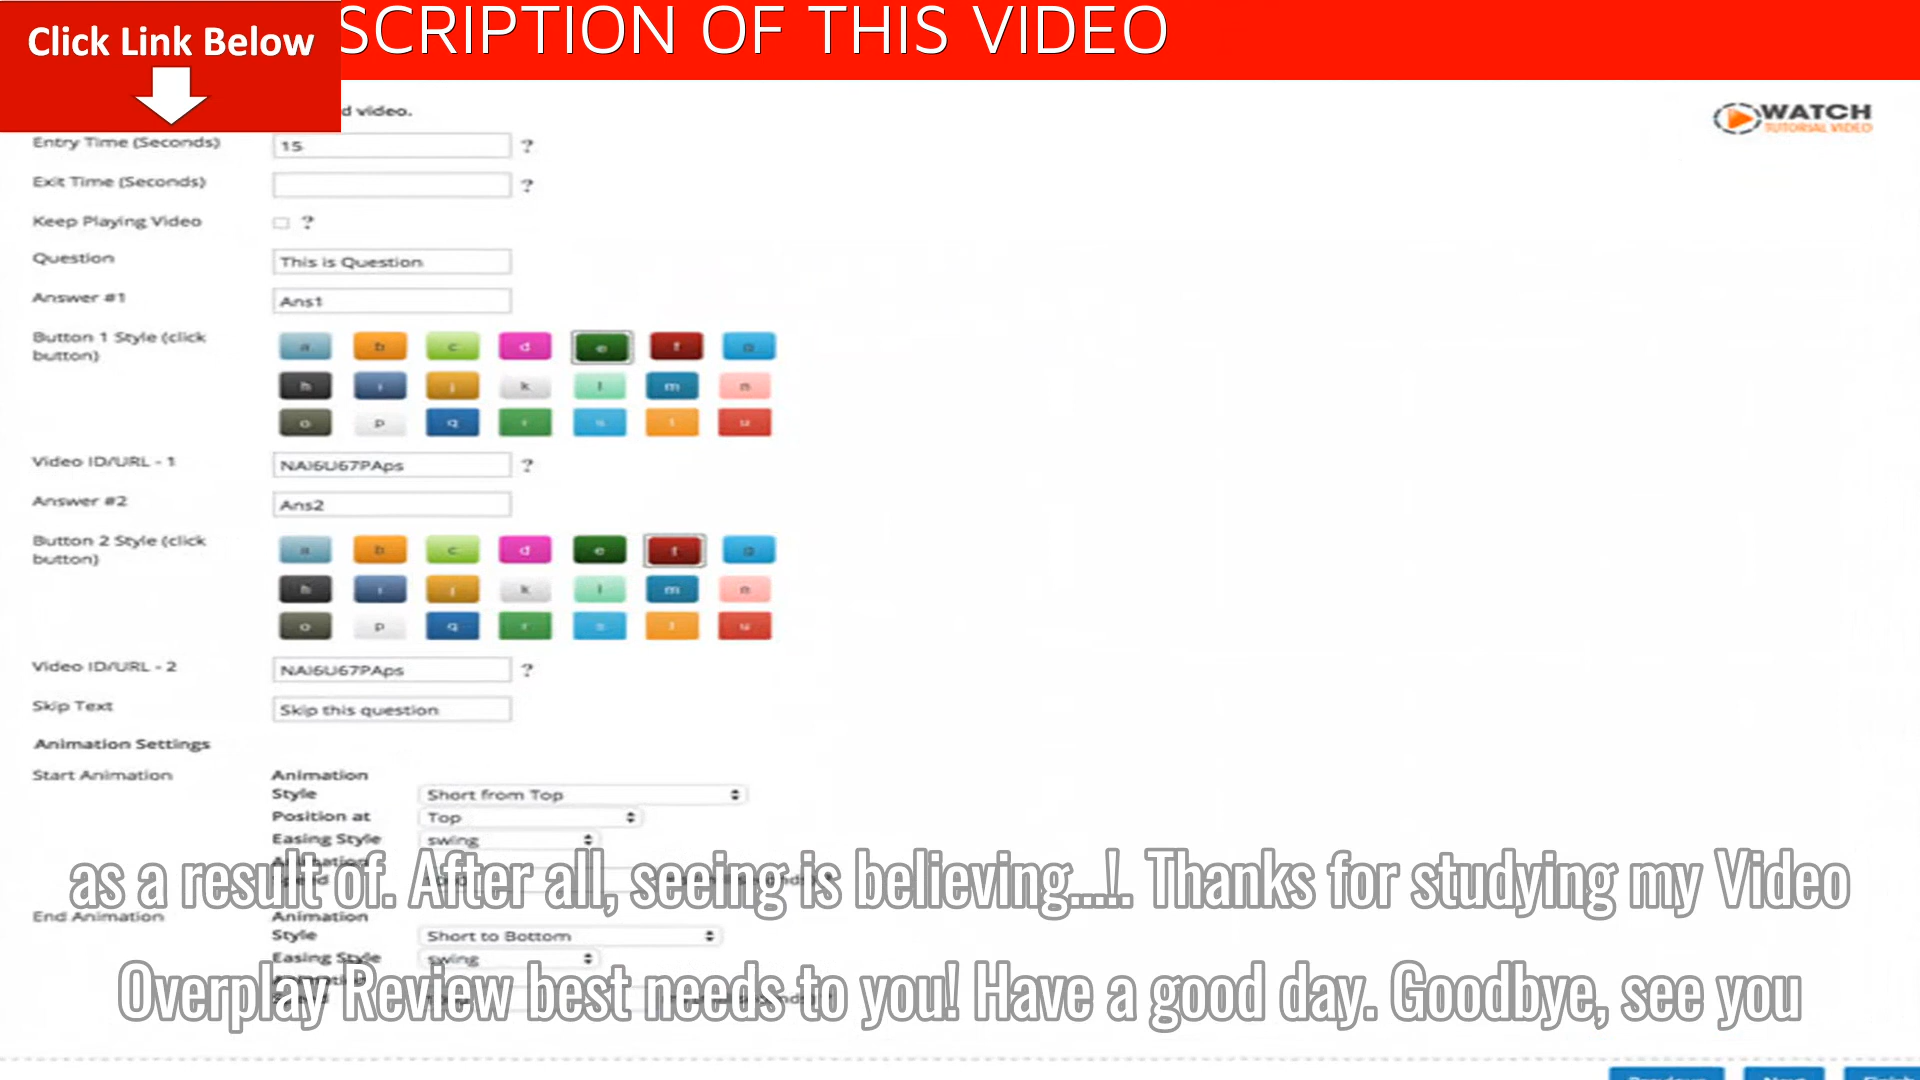 SCRIPTION OF THIS VIDEO
Click Link Below
d video.
WATCH
TUTORIAL VIDEO
Entry Time (Seconds) 15 ?
Exit Time (Seconds) ?
Keep Playing Video ?
Question This is Question
Answer #1 Ans1
Button 1 Style (click
button)
a b c d e f g
h i j k l m n
o p q r s t u
Video ID/URL - 1 NAI6U67PAps ?
Answer #2 Ans2
Button 2 Style (click
button)
a b c d e f g
h i j k l m n
o p q r s t u
Video ID/URL - 2 NAI6U67PAps ?
Skip Text Skip this question
Animation Settings
Start Animation Animation
Style Short from Top
Position at Top
Easing Style swing
Animation
as a result of. After all, seeing is believing...!. Thanks for studying my Video
End Animation Animation
Style Short to Bottom
Easing Style swing
Overplay Review best needs to you! Have a good day. Goodbye, see you